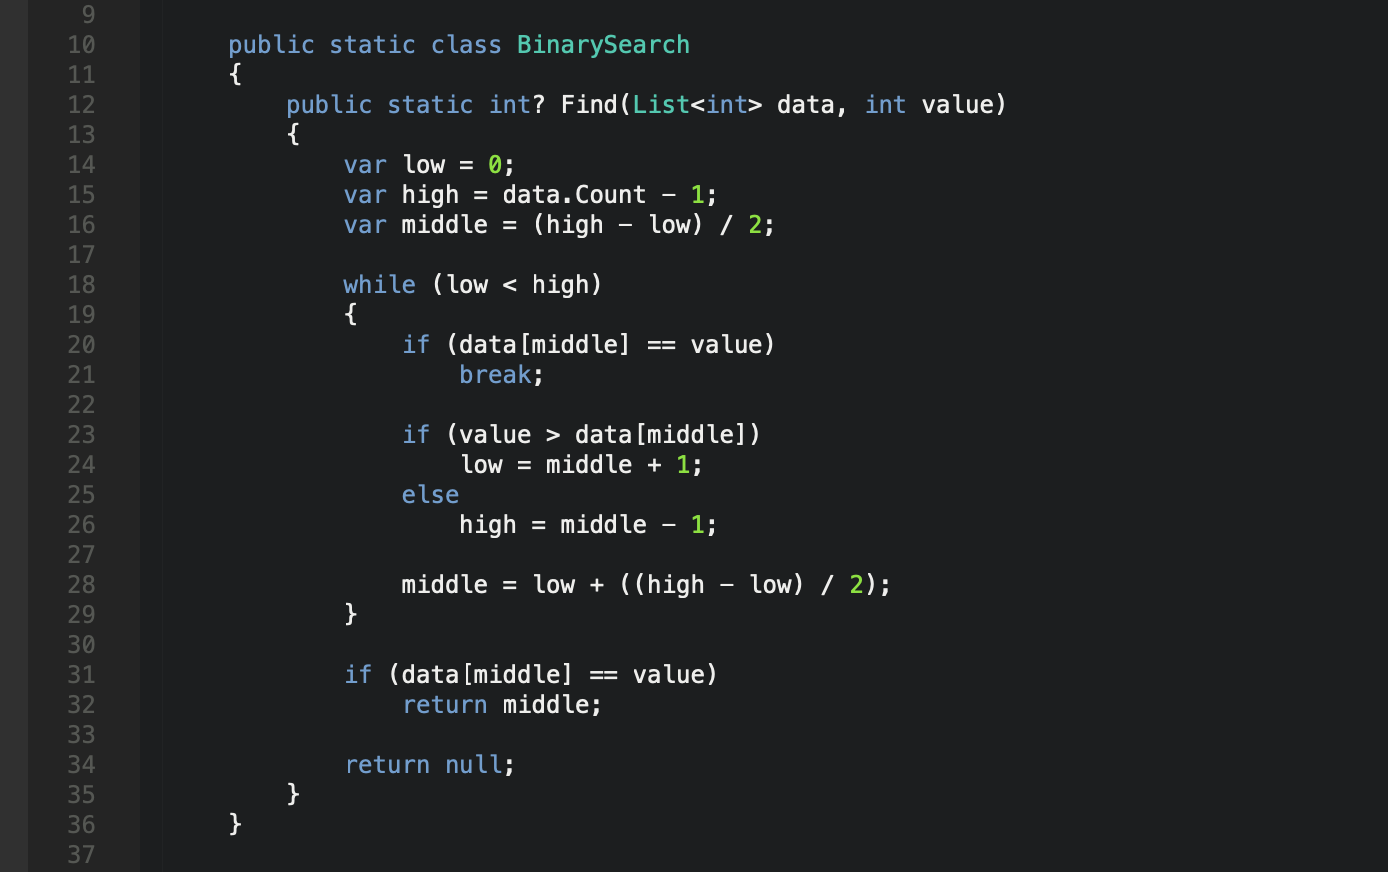 9
10 public static class BinarySearch
11 {
12 public static int? Find(List<int> data, int value)
13 {
14 var low = 0;
15 var high = data.Count - 1;
16 var middle = (high - low) / 2;
17
18 while (low < high)
19 {
20 if (data[middle] == value)
21 break;
22
23 if (value > data[middle])
24 low = middle + 1;
25 else
26 high = middle - 1;
27
28 middle = low + ((high - low) / 2);
29 }
30
31 if (data[middle] == value)
32 return middle;
33
34 return null;
35 }
36 }
37